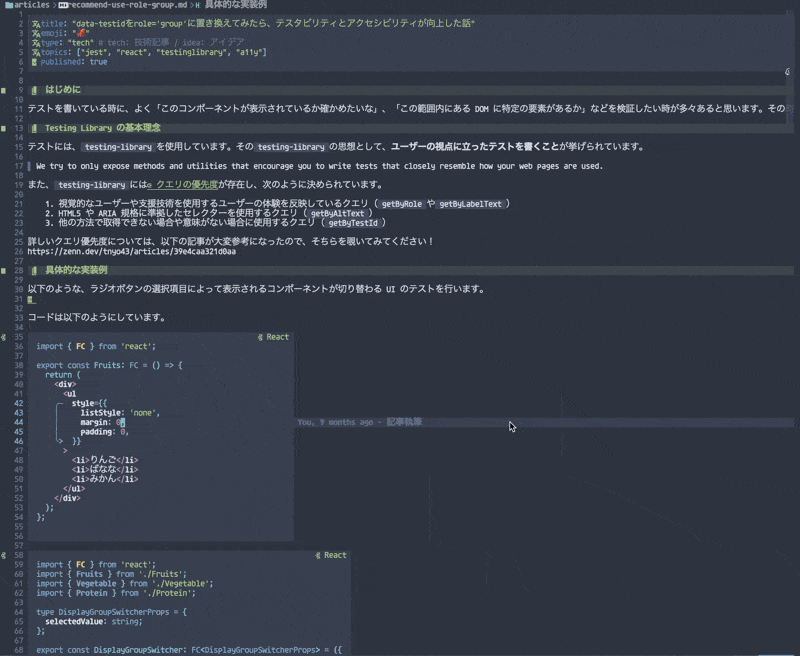 articles › recommend-use-role-group.md › H 具体的な実装例
1
2 title: "data-testidをrole='group'に置き換えてみたら、テスタビリティとアクセシビリティが向上した話"
3 emoji: "
4 type: "tech" # tech: 技術記事 / idea: アイデア
5 topics: ["jest", "react", "testinglibrary", "a11y"]
6 published: true
7
8
9 はじめに
10
11 テストを書いている時に、よく「このコンポーネントが表示されているか確かめたいな」、「この範囲内にある DOM に特定の要素があるか」などを検証したい時が多々あると思います。その
12
13 Testing Library の基本理念
14
15 テストには、testing-library を使用しています。その testing-library の思想として、ユーザーの視点に立ったテストを書くことが挙げられています。
16
17 We try to only expose methods and utilities that encourage you to write tests that closely resemble how your web pages are used.
18
19 また、testing-library には クエリの優先度が存在し、次のように決められています。
20
21 1. 視覚的なユーザーや支援技術を使用するユーザーの体験を反映しているクエリ（ getByRole や getByLabelText ）
22 2. HTML5 や ARIA 規格に準拠したセレクターを使用するクエリ（ getByAltText ）
23 3. 他の方法で取得できない場合や意味がない場合に使用するクエリ（ getByTestId ）
24
25 詳しいクエリ優先度については、以下の記事が大変参考になったので、そちらを覗いてみてください！
26 https://zenn.dev/tnyo43/articles/39e4caa321d0aa
27
28 具体的な実装例
29
30 以下のような、ラジオボタンの選択項目によって表示されるコンポーネントが切り替わる UI のテストを行います。
31
32
33 コードは以下のようにしています。
34
35 React
36 import { FC } from 'react';
37
38 export const Fruits: FC = () => {
39 return (
40 <div>
41 <ul
42 style={{
43 listStyle: 'none',
44 margin: 0, You, 9 months ago - 記事執筆
45 padding: 0,
46 }}
47 >
48 <li>りんご</li>
49 <li>ばなな</li>
50 <li>みかん</li>
51 </ul>
52 </div>
53 );
54 };
55
56
57
58 React
59 import { FC } from 'react';
60 import { Fruits } from './Fruits';
61 import { Vegetable } from './Vegetable';
62 import { Protein } from './Protein';
63
64 type DisplayGroupSwitcherProps = {
65 selectedValue: string;
66 };
67
68 export const DisplayGroupSwitcher: FC<DisplayGroupSwitcherProps> = ({